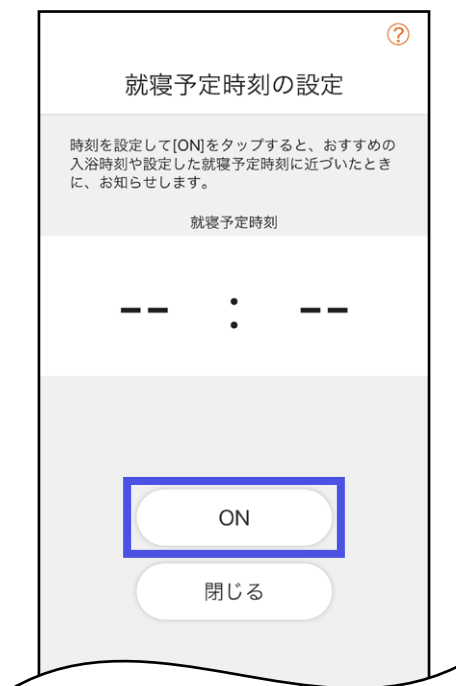 ?
就寝予定時刻の設定
時刻を設定して[ON]をタップすると、おすすめの
入浴時刻や設定した就寝予定時刻に近づいたとき
に、お知らせします。
就寝予定時刻
-- : --
ON
閉じる